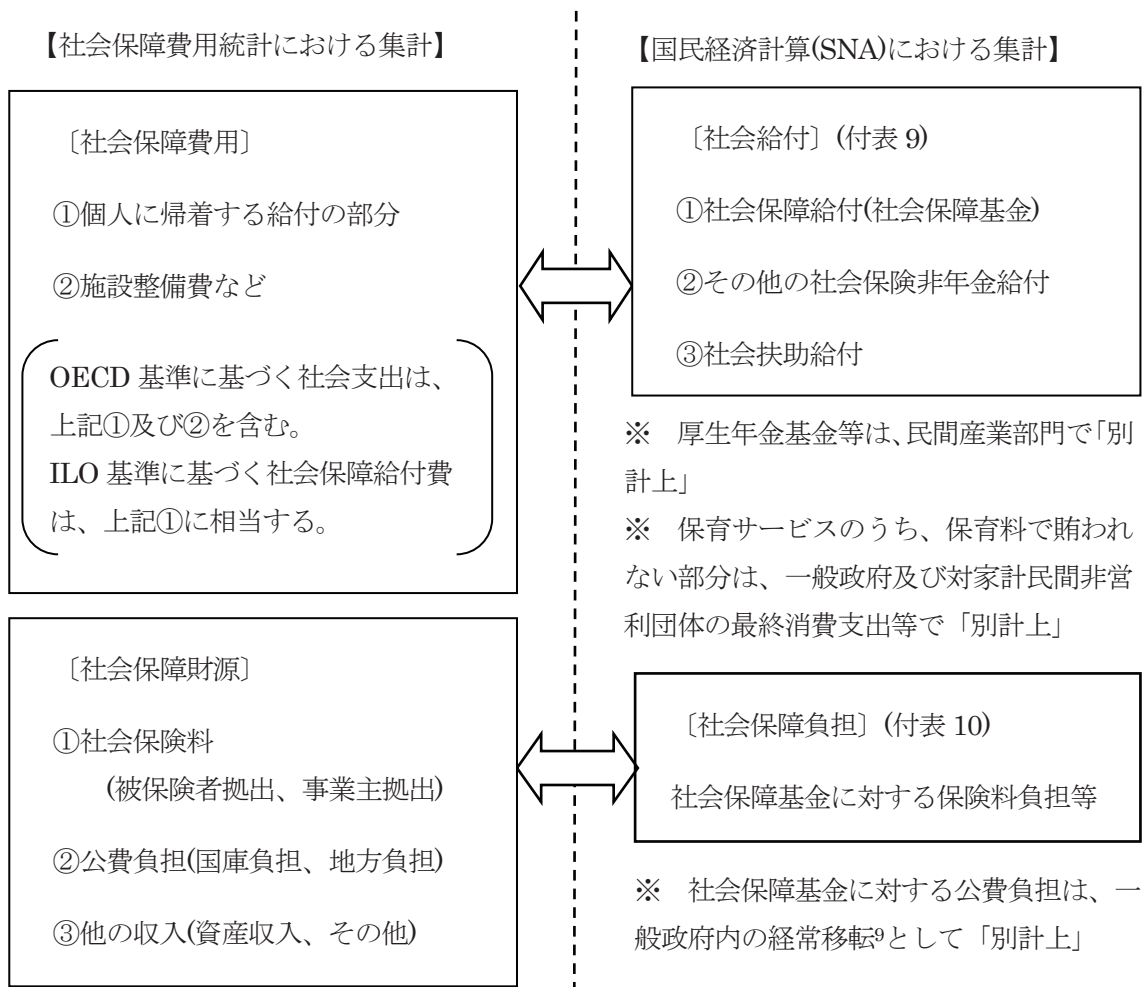 【社会保障費用統計における集計】
〔社会保障費用〕
①個人に帰着する給付の部分
②施設整備費など
OECD 基準に基づく社会支出は、
上記①及び②を含む。
ILO 基準に基づく社会保障給付費
は、上記①に相当する。
〔社会保障財源〕
①社会保険料
(被保険者拠出、事業主拠出)
②公費負担(国庫負担、地方負担)
③他の収入(資産収入、その他)
【国民経済計算(SNA)における集計】
〔社会給付〕(付表 9)
①社会保障給付(社会保障基金)
②その他の社会保険非年金給付
③社会扶助給付
※ 厚生年金基金等は、民間産業部門で「別
計上」
※ 保育サービスのうち、保育料で賄われ
ない部分は、一般政府及び対家計民間非営
利団体の最終消費支出等で「別計上」
〔社会保障負担〕(付表 10)
社会保障基金に対する保険料負担等
※ 社会保障基金に対する公費負担は、一
般政府内の経常移転9として「別計上」